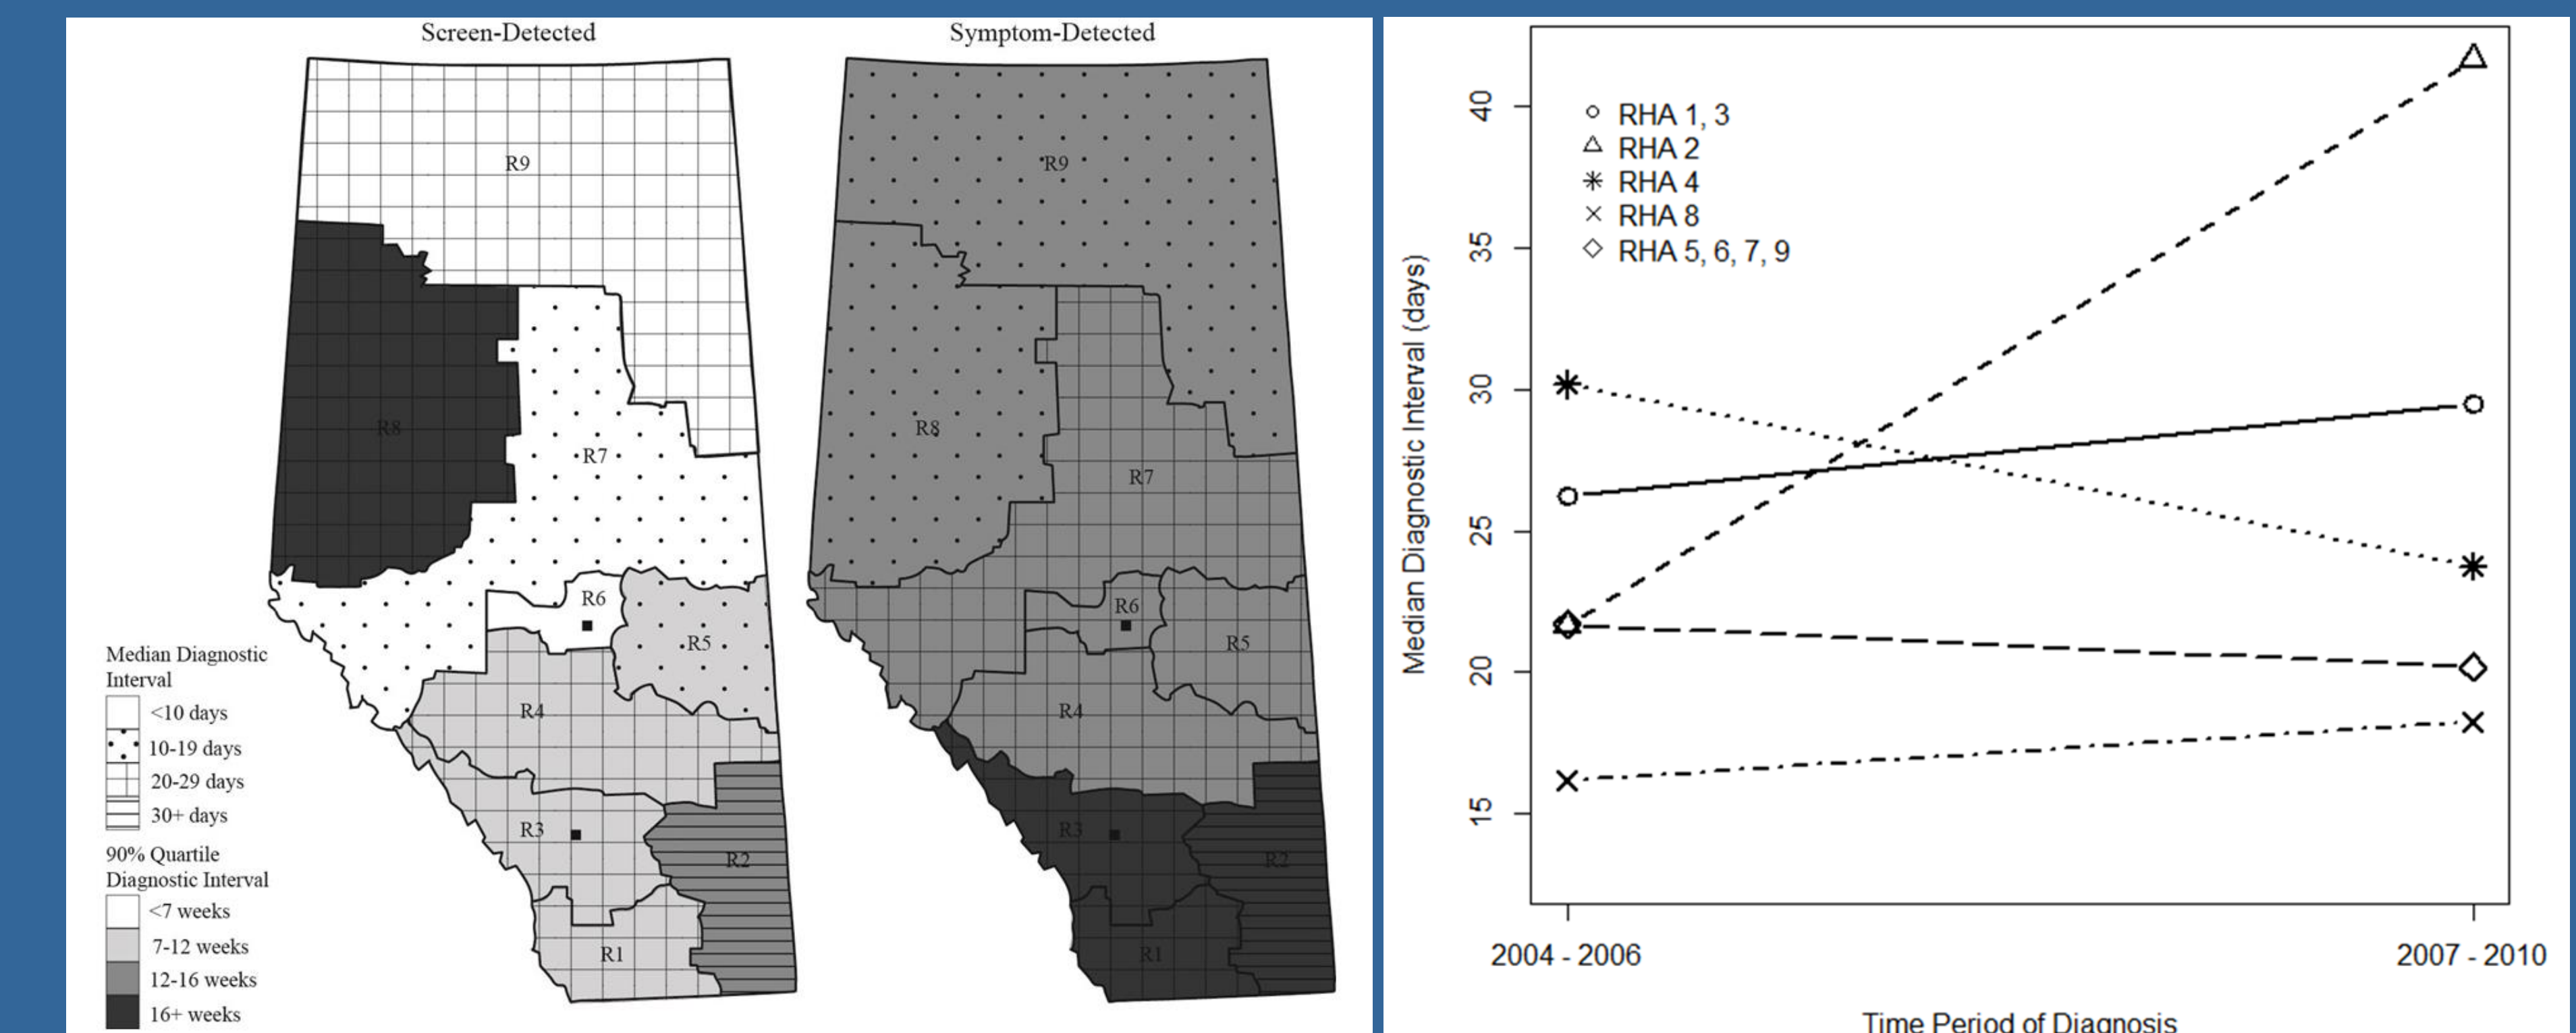 Screen-Detected
R9
R8
R7
R6
R5
R4
R3
R2
R1
Symptom-Detected
R9
R8
R7
R6
R5
R4
R3
R2
R1
Median Diagnostic
Interval
<10 days
10-19 days
20-29 days
30+ days
90% Quartile
Diagnostic Interval
<7 weeks
7-12 weeks
12-16 weeks
16+ weeks
Median Diagnostic Interval (days)
40
35
30
25
20
15
RHA 1, 3
RHA 2
RHA 4
RHA 8
RHA 5, 6, 7, 9
2004 - 2006
2007 - 2010
Time Period of Diagnosis